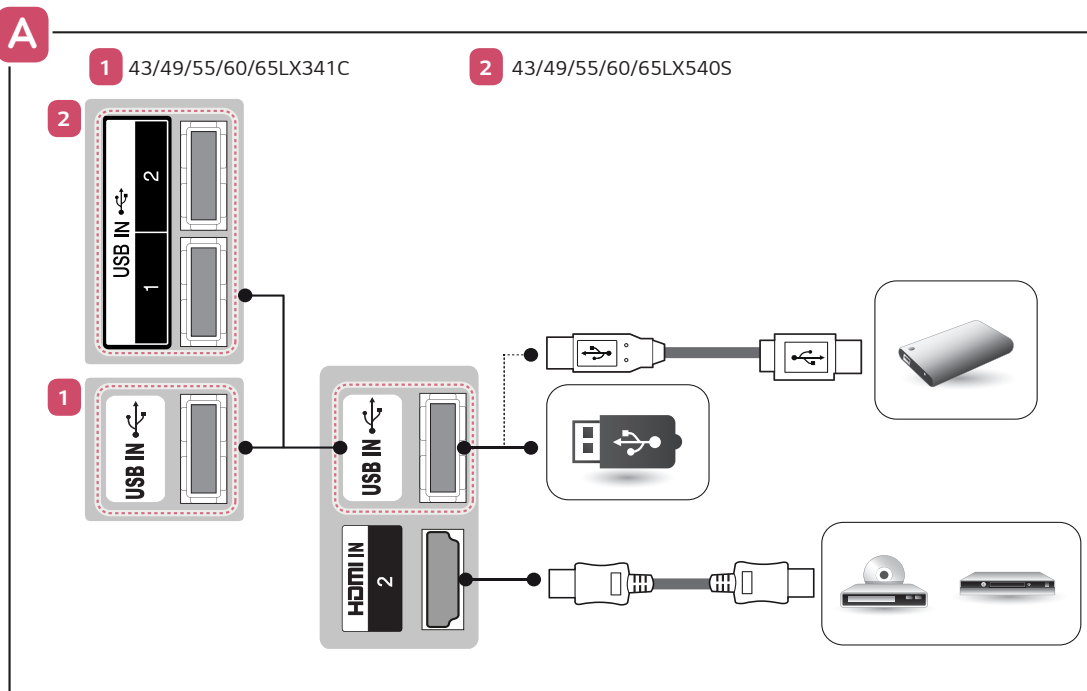 A
1 43/49/55/60/65LX341C
2 43/49/55/60/65LX540S
2
USB IN
1 2
1
USB IN
USB IN
HDMI IN
2